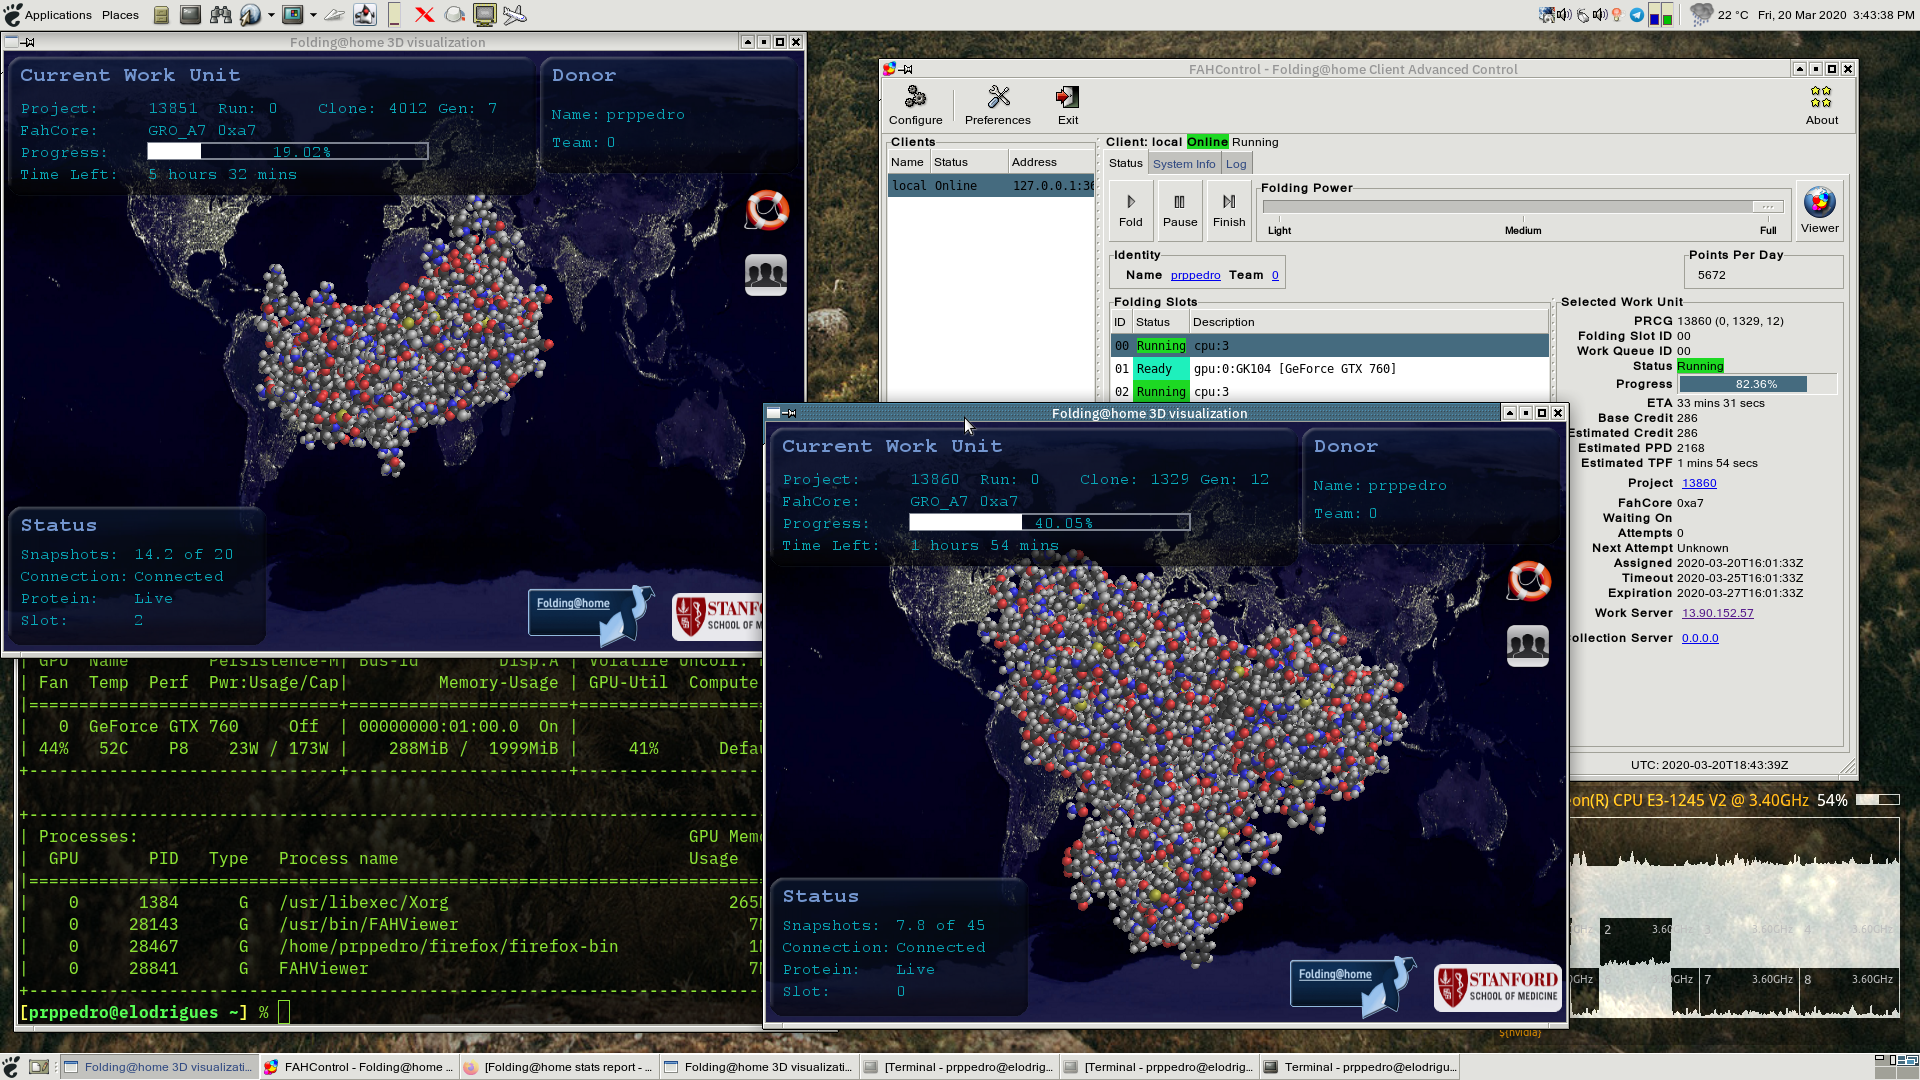 Applications Places
22 °C Fri, 20 Mar 2020 3:43:38 PM
Folding@home 3D visualization
Current Work Unit
Project: 13851 Run: 0 Clone: 4012 Gen: 7
FahCore: GRO_A7 0xa7
Progress: 19.02%
Time Left: 5 hours 32 mins
Donor
Name: prppedro
Team: 0
Status
Snapshots: 14.2 of 20
Connection: Connected
Protein: Live
Slot: 2
Folding@home
STANF
SCHOOL OF M
FAHControl - Folding@home Client Advanced Control
Configure Preferences Exit About
Clients
Name Status Address
local Online 127.0.0.1:36
Client: local Online Running
Status System Info Log
Fold Pause Finish
Folding Power
Light Medium Full
Viewer
Identity
Name prppedro Team 0
Points Per Day
5672
Folding Slots
ID Status Description
00 Running cpu:3
01 Ready gpu:0:GK104 [GeForce GTX 760]
02 Running cpu:3
Selected Work Unit
PRCG 13860 (0, 1329, 12)
Folding Slot ID 00
Work Queue ID 00
Status Running
Progress 82.36%
ETA 33 mins 31 secs
Base Credit 286
Estimated Credit 286
Estimated PPD 2168
Estimated TPF 1 mins 54 secs
Project 13860
FahCore 0xa7
Waiting On
Attempts 0
Next Attempt Unknown
Assigned 2020-03-20T16:01:33Z
Timeout 2020-03-25T16:01:33Z
Expiration 2020-03-27T16:01:33Z
Work Server 13.90.152.57
ollection Server 0.0.0.0
UTC: 2020-03-20T18:43:39Z
Folding@home 3D visualization
Current Work Unit
Project: 13860 Run: 0 Clone: 1329 Gen: 12
FahCore: GRO_A7 0xa7
Progress: 40.05%
Time Left: 1 hours 54 mins
Donor
Name: prppedro
Team: 0
Status
Snapshots: 7.8 of 45
Connection: Connected
Protein: Live
Slot: 0
Folding@home
STANFORD
SCHOOL OF MEDICINE
| GPU Name Persistence-M| Bus-Id Disp.A | Volatile Uncorr.
| Fan Temp Perf Pwr:Usage/Cap| Memory-Usage | GPU-Util Compute
|===============================+======================+==================
| 0 GeForce GTX 760 Off | 00000000:01:00.0 On |
| 44% 52C P8 23W / 173W | 288MiB / 1999MiB | 41% Defau
+-------------------------------+----------------------+------------------
+-------------------------------------------------------------------------
| Processes: GPU Memo
| GPU PID Type Process name Usage
|=========================================================================
| 0 1384 G /usr/libexec/Xorg 265M
| 0 28143 G /usr/bin/FAHViewer 7M
| 0 28467 G /home/prppedro/firefox/firefox-bin 1M
| 0 28841 G FAHViewer 7M
+-------------------------------------------------------------------------
[prppedro@elodrigues ~] %
on(R) CPU E3-1245 V2 @ 3.40GHz 54%
GHz 2 3.60 3 GHz 4 3.60GHz
GHz GHz 7 3.60GHz 8 3.60GHz
${nvidia}
Folding@home 3D visualizati... FAHControl - Folding@home ... [Folding@home stats report - ... Folding@home 3D visualizati... [Terminal - prppedro@elodrig... [Terminal - prppedro@elodrig... Terminal - prppedro@elodrigu...